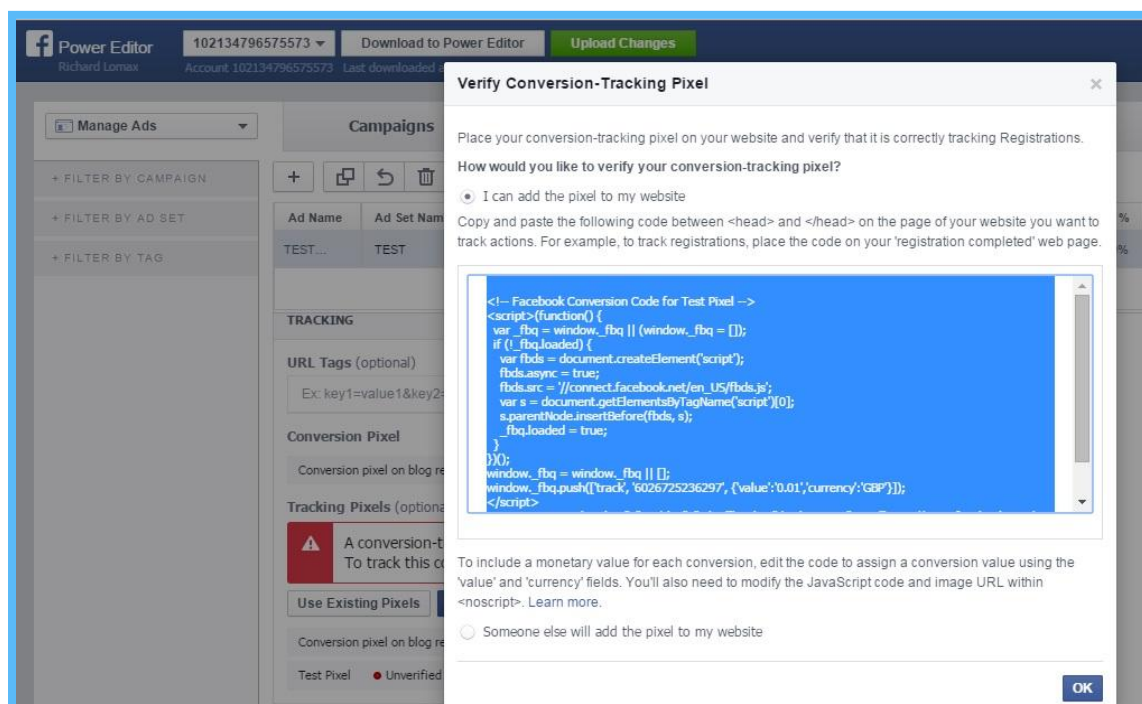 Power Editor
Richard Lomax
102134796575573
Download to Power Editor
Upload Changes
Account 102134796575573 Last downloaded
Manage Ads
+ FILTER BY CAMPAIGN
+ FILTER BY AD SET
+ FILTER BY TAG
Campaigns
Ad Name Ad Set Nam %
TEST... TEST %
TRACKING
URL Tags (optional)
Ex: key1=value1&key2=
Conversion Pixel
Conversion pixel on blog re
Tracking Pixels (optiona
A conversion-t
To track this co
Use Existing Pixels
Conversion pixel on blog re
Test Pixel Unverified
Verify Conversion-Tracking Pixel
Place your conversion-tracking pixel on your website and verify that it is correctly tracking Registrations.
How would you like to verify your conversion-tracking pixel?
I can add the pixel to my website
Copy and paste the following code between <head> and </head> on the page of your website you want to
track actions. For example, to track registrations, place the code on your 'registration completed' web page.
<!-- Facebook Conversion Code for Test Pixel -->
<script>(function() {
var _fbq = window._fbq || (window._fbq = []);
if (!_fbq.loaded) {
var fbds = document.createElement('script');
fbds.async = true;
fbds.src = '//connect.facebook.net/en_US/fbds.js';
var s = document.getElementsByTagName('script')[0];
s.parentNode.insertBefore(fbds, s);
_fbq.loaded = true;
}
})();
window._fbq = window._fbq || [];
window._fbq.push(['track', '6026725236297', {'value':'0.01','currency':'GBP'}]);
</script>
To include a monetary value for each conversion, edit the code to assign a conversion value using the
'value' and 'currency' fields. You'll also need to modify the JavaScript code and image URL within
<noscript>. Learn more.
Someone else will add the pixel to my website
OK